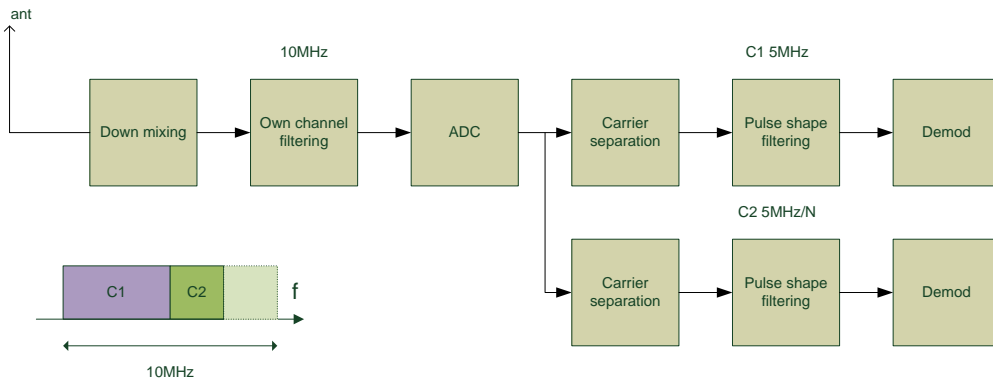 ant
10MHz
C1 5MHz
Down mixing
Own channel
filtering
ADC
Carrier
separation
Pulse shape
filtering
Demod
C2 5MHz/N
Carrier
separation
Pulse shape
filtering
Demod
C1
C2
f
10MHz